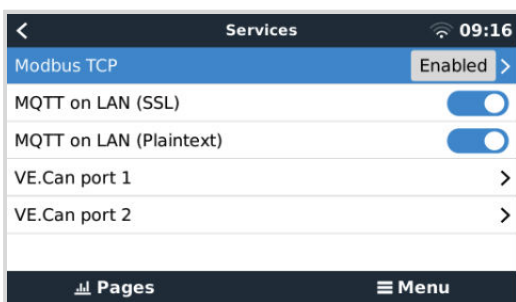 Services 09:16
Modbus TCP Enabled
MQTT on LAN (SSL)
MQTT on LAN (Plaintext)
VE.Can port 1
VE.Can port 2
Pages Menu